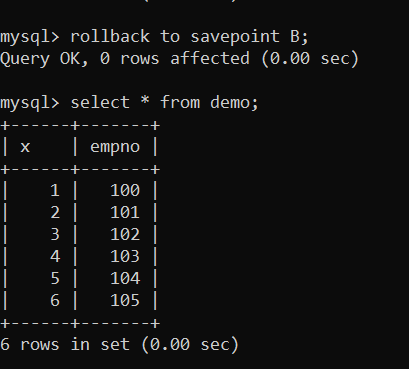 mysql> rollback to savepoint B;
Query OK, 0 rows affected (0.00 sec)
mysql> select * from demo;
+------+-------+
| x    | empno |
+------+-------+
|    1 |   100 |
|    2 |   101 |
|    3 |   102 |
|    4 |   103 |
|    5 |   104 |
|    6 |   105 |
+------+-------+
6 rows in set (0.00 sec)